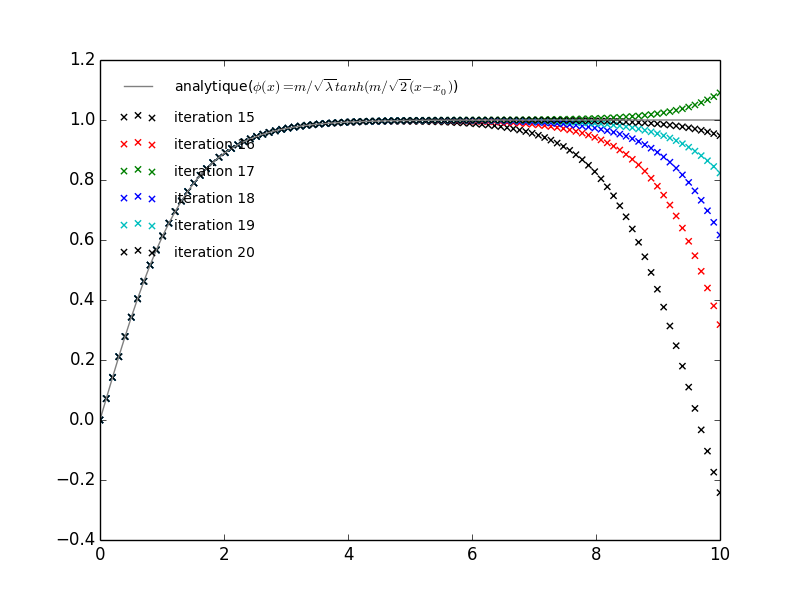 1.2
analytique(ϕ(x)=m/√λtanh(m/√2(x−x₀))
1.0
iteration 15
iteration 16
iteration 17
0.8
iteration 18
iteration 19
0.6
iteration 20
0.4
0.2
0.0
−0.2
−0.4
0 2 4 6 8 10